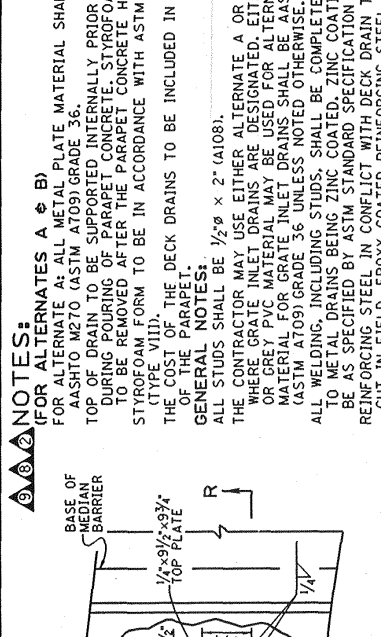 9 8 2 NOTES:
(FOR ALTERNATES A & B)
FOR ALTERNATE A: ALL METAL PLATE MATERIAL SHA
AASHTO M270 (ASTM A709) GRADE 36.
TOP OF DRAIN TO BE SUPPORTED INTERNALLY PRIOR
DURING POURING OF PARAPET CONCRETE. STYROFOA
TO BE REMOVED AFTER THE PARAPET CONCRETE H
STYROFOAM FORM TO BE IN ACCORDANCE WITH ASTM
(TYPE VIII).
THE COST OF THE DECK DRAINS TO BE INCLUDED IN
OF THE PARAPET.
GENERAL NOTES:
ALL STUDS SHALL BE 1/2"ø × 2" (A108).
THE CONTRACTOR MAY USE EITHER ALTERNATE A OR
WHERE GRATE INLET DRAINS ARE DESIGNATED. EIT
OR GREY PVC MATERIAL MAY BE USED FOR ALTERN
MATERIAL FOR GRATE INLET DRAINS SHALL BE AAS
(ASTM A709) GRADE 36 UNLESS NOTED OTHERWISE.
ALL WELDING, INCLUDING STUDS, SHALL BE COMPLETE
TO METAL DRAINS BEING ZINC COATED. ZINC COATI
BE AS SPECIFIED BY ASTM STANDARD SPECIFICATION
REINFORCING STEEL IN CONFLICT WITH DECK DRAIN T
BASE OF
MEDIAN
BARRIER
1/4"×9 1/2"×9 3/4"
TOP PLATE
R
1/4